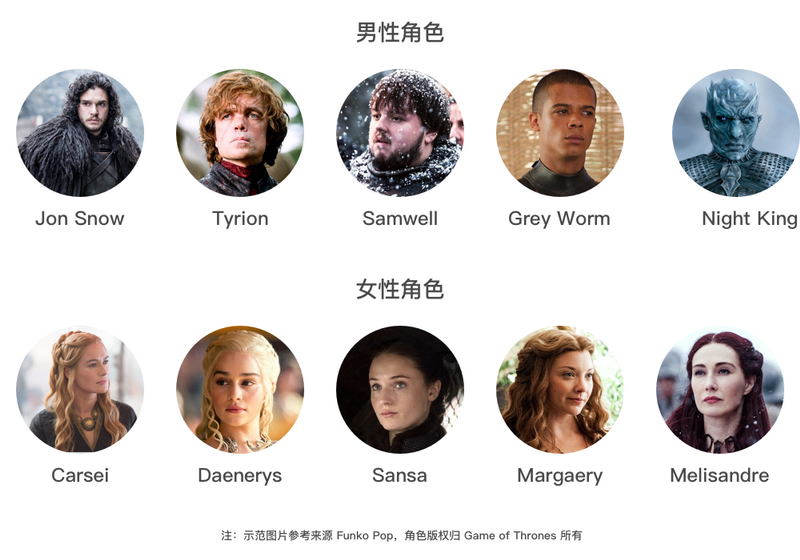 男性角色
Jon Snow
Tyrion
Samwell
Grey Worm
Night King
女性角色
Carsei
Daenerys
Sansa
Margaery
Melisandre
注：示范图片参考来源 Funko Pop，角色版权归 Game of Thrones 所有